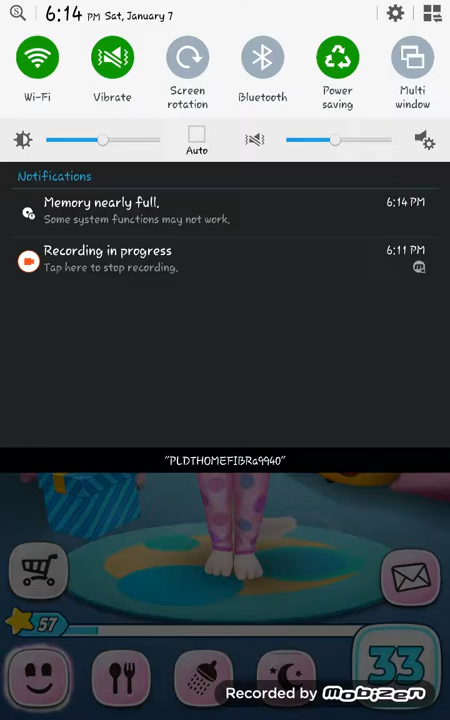 6:14 PM Sat, January 7
Wi-Fi
Vibrate
Screen
rotation
Bluetooth
Power
saving
Multi
window
Auto
Notifications
Memory nearly full.
6:14 PM
Some system functions may not work.
Recording in progress
6:11 PM
Tap here to stop recording.
"PLDTHOMEFIBRa9940"
57
33
Recorded by mobizen